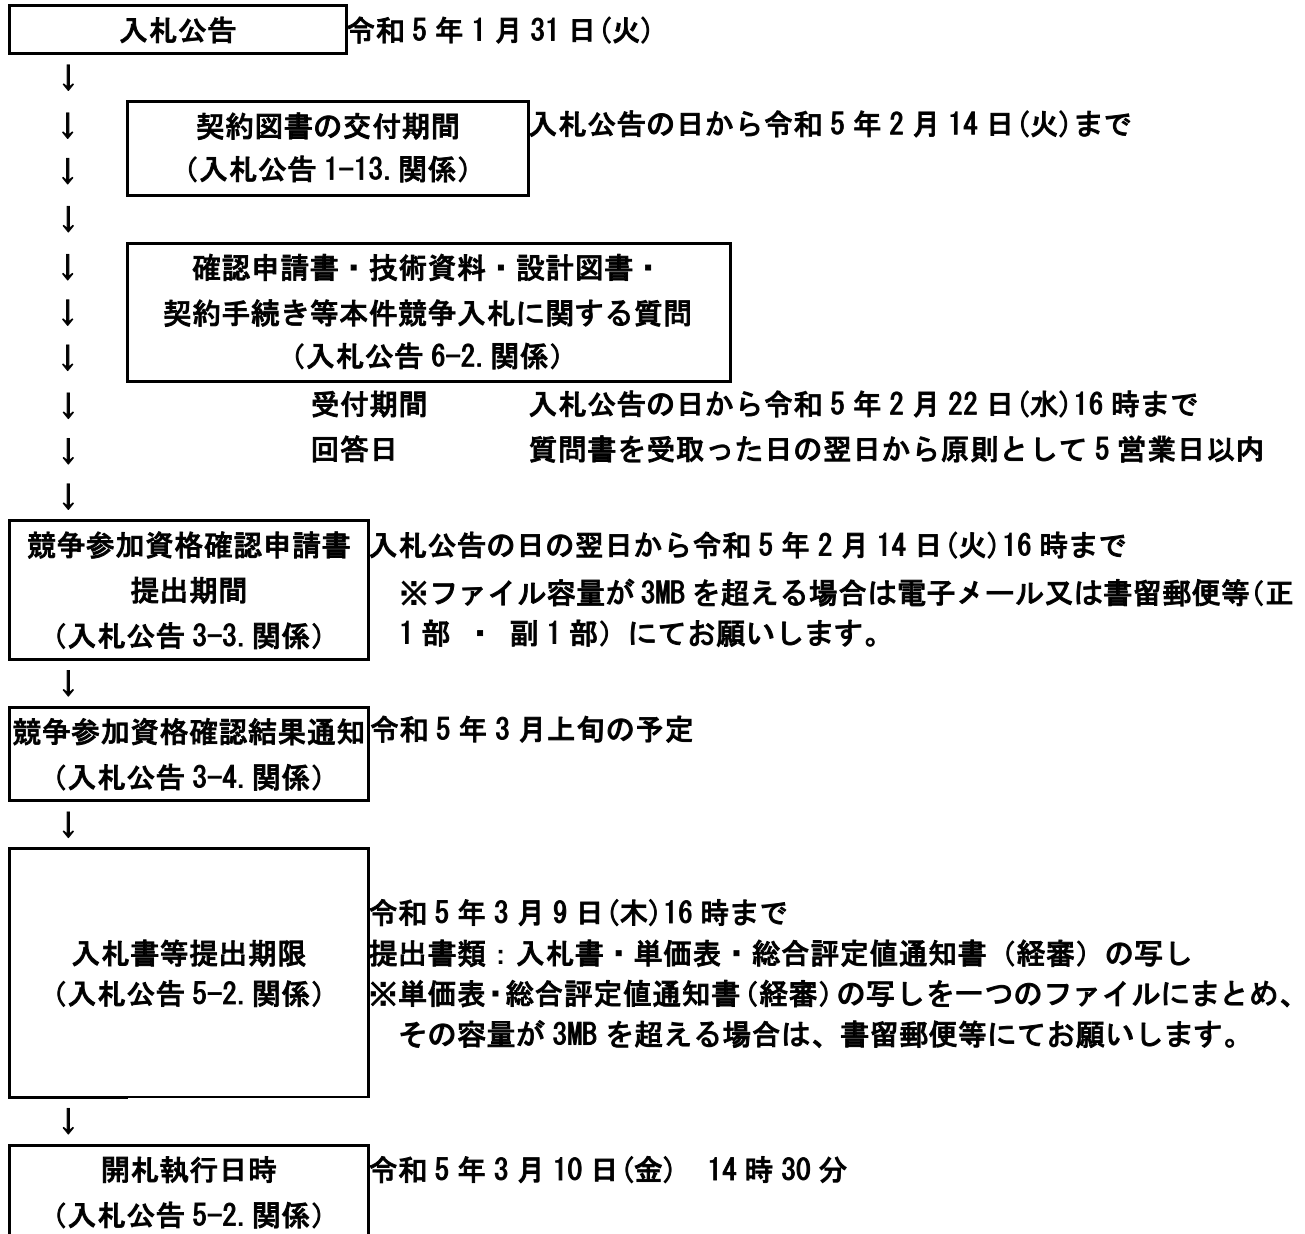 入札公告 令和5年1月31日(火)
↓
↓ 契約図書の交付期間 入札公告の日から令和5年2月14日(火)まで
↓ (入札公告1-13.関係)
↓
↓ 確認申請書・技術資料・設計図書・
↓ 契約手続き等本件競争入札に関する質問
↓ (入札公告6-2.関係)
↓ 受付期間 入札公告の日から令和5年2月22日(水)16時まで
↓ 回答日 質問書を受取った日の翌日から原則として5営業日以内
↓
競争参加資格確認申請書 入札公告の日の翌日から令和5年2月14日(火)16時まで
提出期間 ※ファイル容量が3MBを超える場合は電子メール又は書留郵便等(正
(入札公告3-3.関係) 1部 ・ 副1部) にてお願いします。
↓
競争参加資格確認結果通知 令和5年3月上旬の予定
(入札公告3-4.関係)
↓
令和5年3月9日(木)16時まで
入札書等提出期限 提出書類：入札書・単価表・総合評定値通知書（経審）の写し
(入札公告5-2.関係) ※単価表・総合評定値通知書(経審)の写しを一つのファイルにまとめ、
その容量が3MBを超える場合は、書留郵便等にてお願いします。
↓
開札執行日時 令和5年3月10日(金) 14時30分
(入札公告5-2.関係)